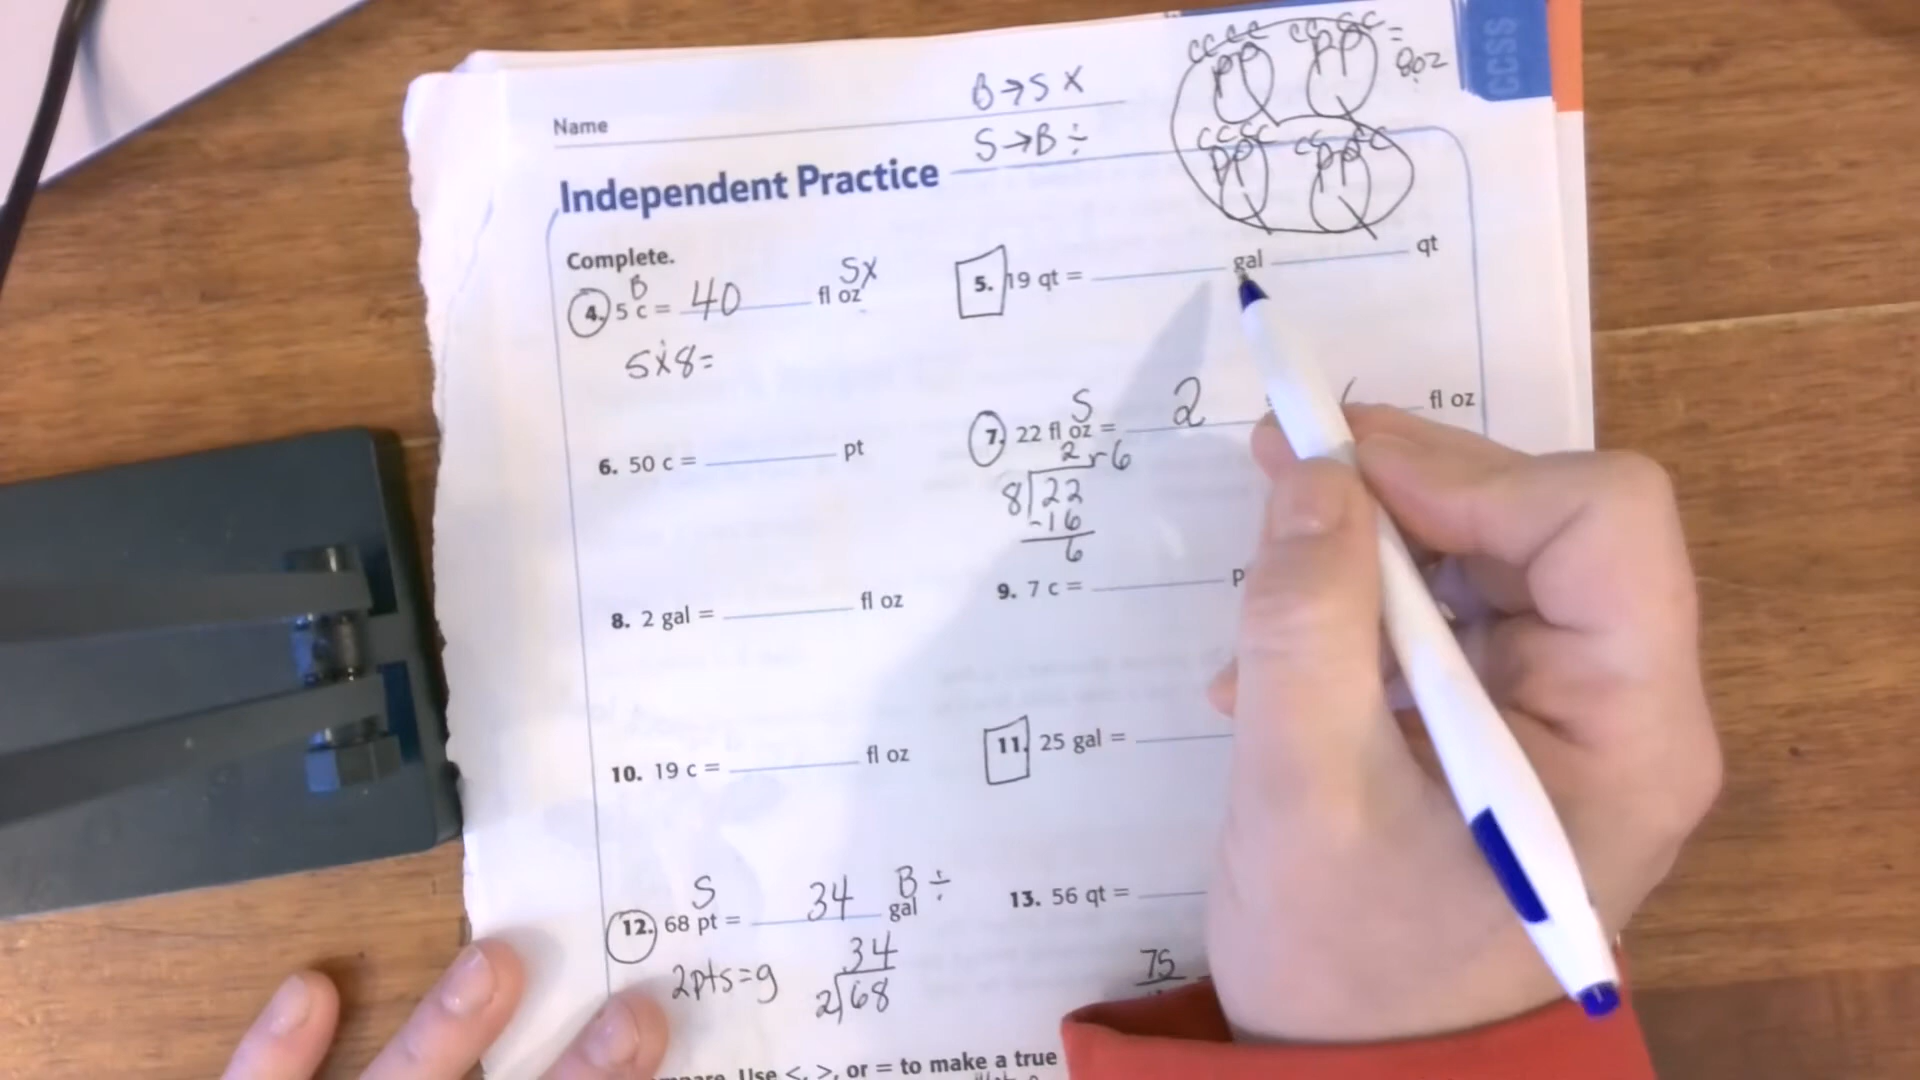 CCSS
cccc cccc =
PP PP 8oz
cccc cccc
PP PP
Name
B→S X
S→B ÷
Independent Practice
Complete.
B SX
4. 5 c = 40 fl oz
5x8=
5. 19 qt = gal qt
6. 50 c = pt
S
7. 22 fl oz = 2 fl oz
2 r6
8 22
-16
6
8. 2 gal = fl oz
9. 7 c =
10. 19 c = fl oz
11. 25 gal =
S B ÷
12. 68 pt = 34 gal
2pts=g
34
2 68
13. 56 qt =
75
Use <, >, or = to make a true